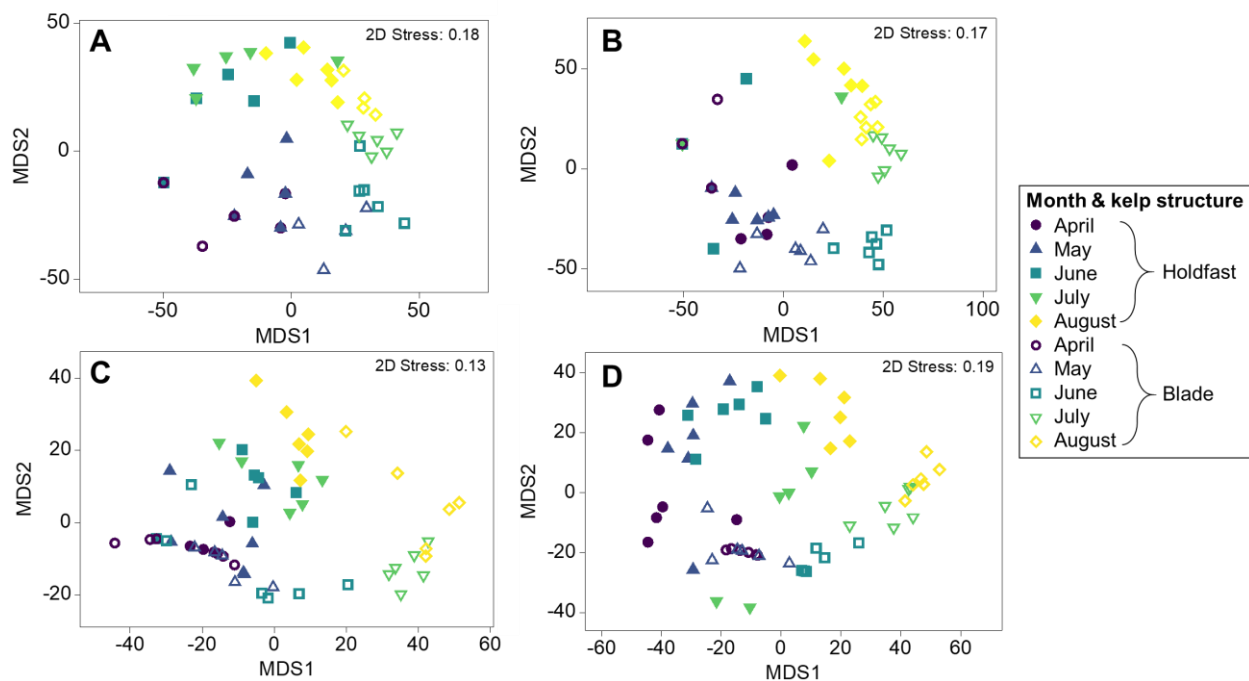 A
2D Stress: 0.18
50
0
-50
MDS2
-50
0
50
MDS1
B
2D Stress: 0.17
50
0
-50
MDS2
-50
0
50
100
MDS1
C
2D Stress: 0.13
40
20
0
-20
MDS2
-40
-20
0
20
40
60
MDS1
D
2D Stress: 0.19
40
20
0
-20
-40
MDS2
-60
-40
-20
0
20
40
60
MDS1
Month & kelp structure
April
May
June
July
August
Holdfast
April
May
June
July
August
Blade